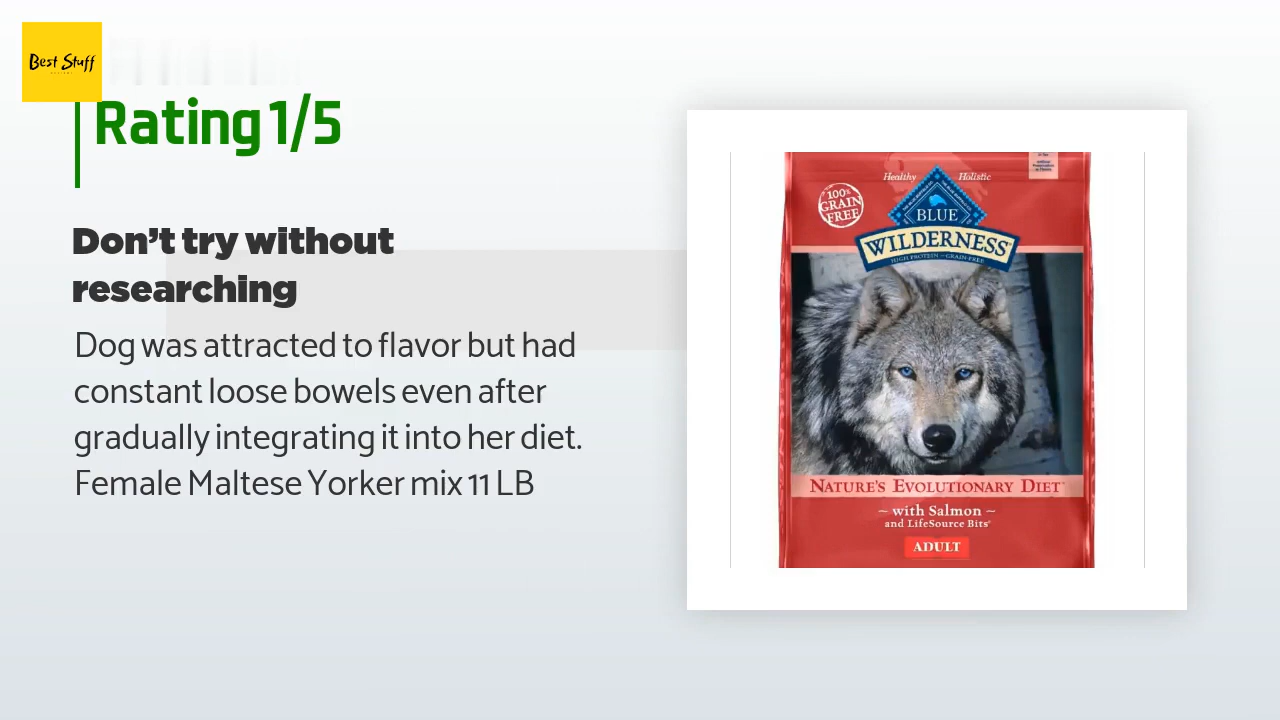 Best Stuff
Rating 1/5
Don't try without
researching
Dog was attracted to flavor but had
constant loose bowels even after
gradually integrating it into her diet.
Female Maltese Yorker mix 11 LB
Healthy Holistic
100%
GRAIN
FREE
BLUE
WILDERNESS
HIGH PROTEIN – GRAIN-FREE
NATURE'S EVOLUTIONARY DIET
~ with Salmon ~
and LifeSource Bits®
ADULT